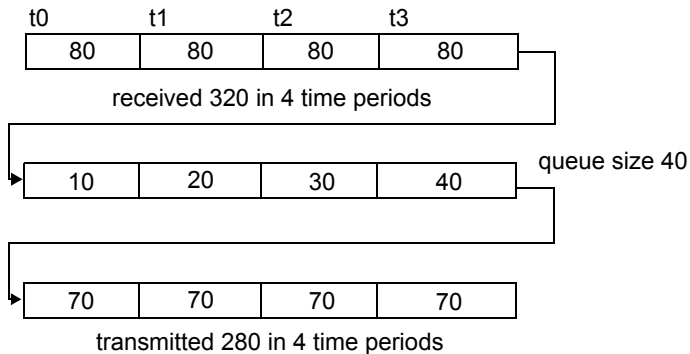 t0 t1 t2 t3
80 80 80 80
received 320 in 4 time periods
queue size 40
10 20 30 40
70 70 70 70
transmitted 280 in 4 time periods